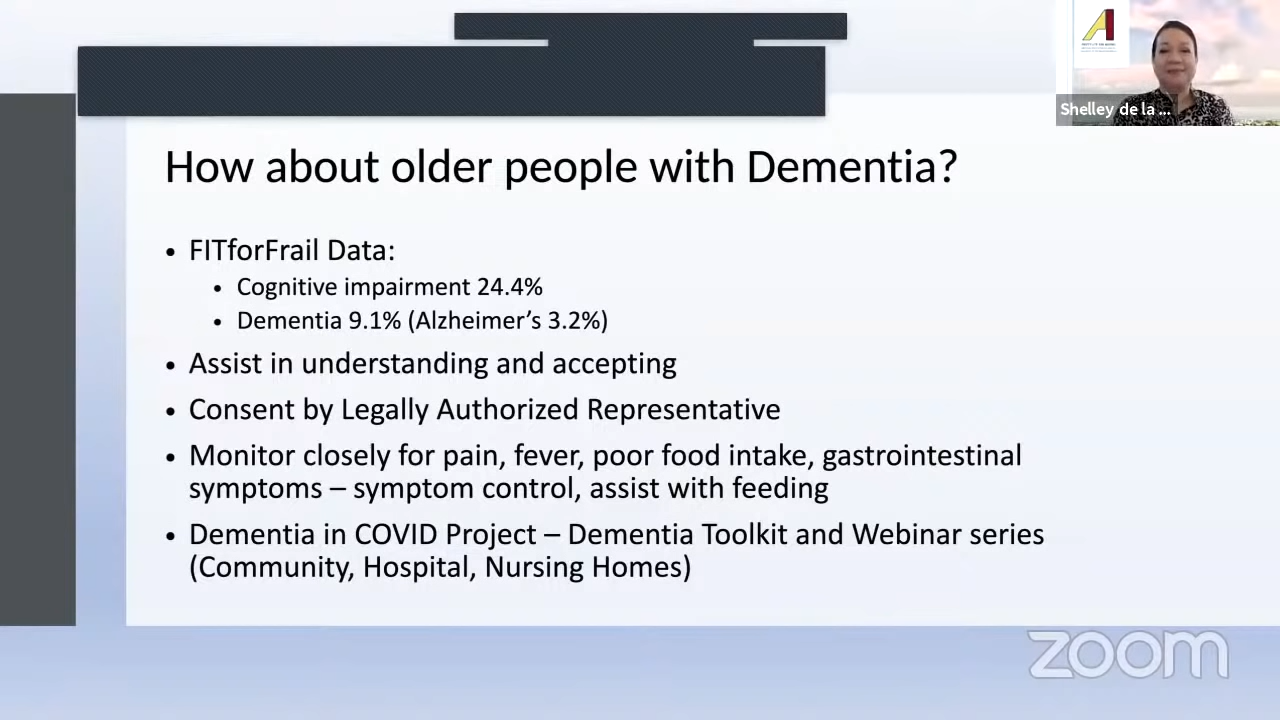 Shelley de la ...
How about older people with Dementia?
• FITforFrail Data:
• Cognitive impairment 24.4%
• Dementia 9.1% (Alzheimer’s 3.2%)
• Assist in understanding and accepting
• Consent by Legally Authorized Representative
• Monitor closely for pain, fever, poor food intake, gastrointestinal
symptoms – symptom control, assist with feeding
• Dementia in COVID Project – Dementia Toolkit and Webinar series
(Community, Hospital, Nursing Homes)
zoom